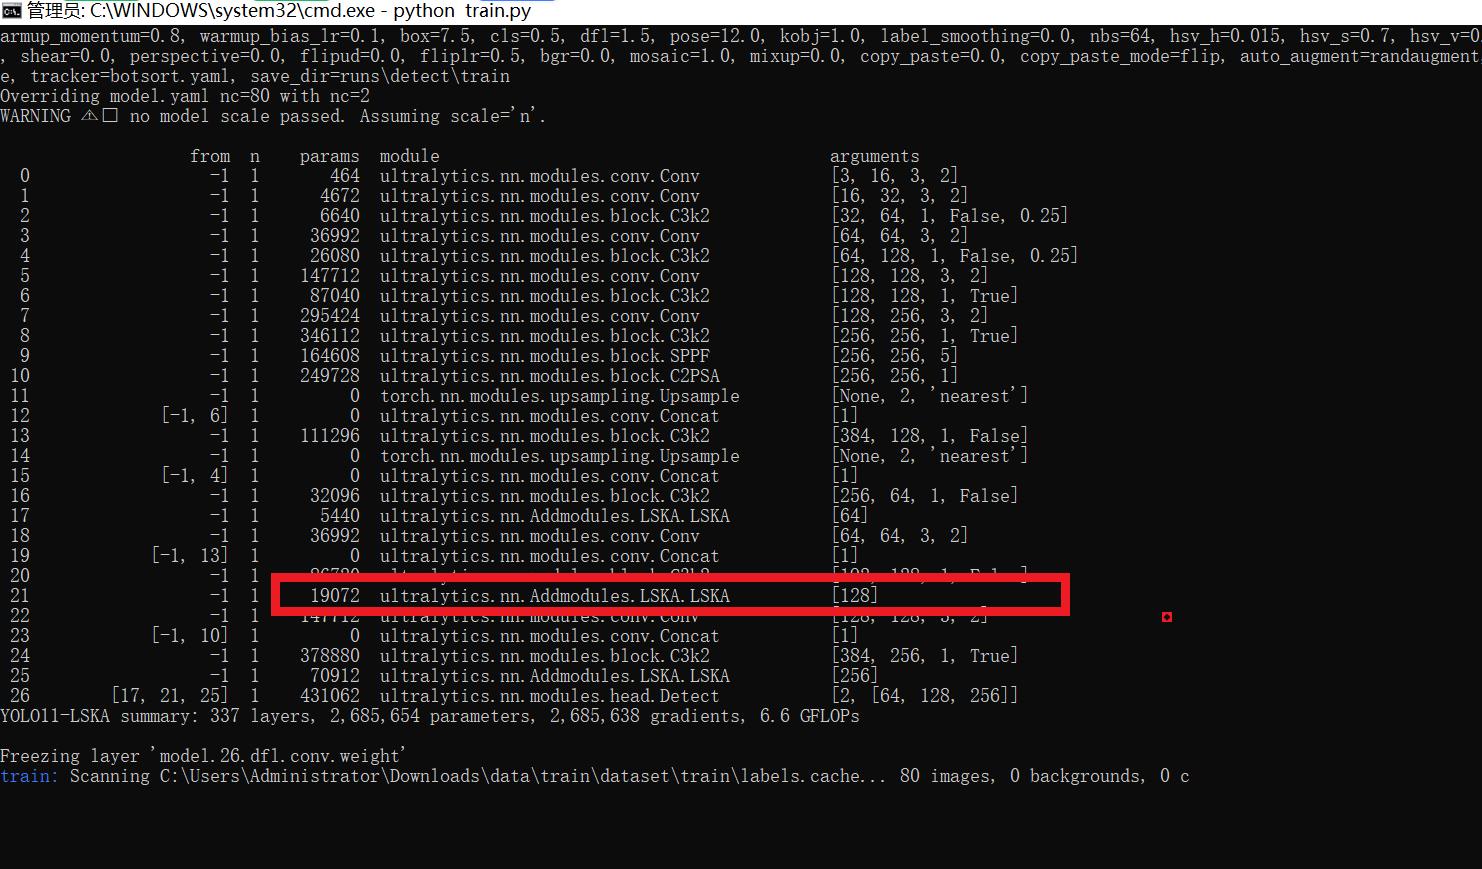 管理员: C:\WINDOWS\system32\cmd.exe - python  train.py
armup_momentum=0.8, warmup_bias_lr=0.1, box=7.5, cls=0.5, dfl=1.5, pose=12.0, kobj=1.0, label_smoothing=0.0, nbs=64, hsv_h=0.015, hsv_s=0.7, hsv_v=0
, shear=0.0, perspective=0.0, flipud=0.0, fliplr=0.5, bgr=0.0, mosaic=1.0, mixup=0.0, copy_paste=0.0, copy_paste_mode=flip, auto_augment=randaugment,
e, tracker=botsort.yaml, save_dir=runs\detect\train
Overriding model.yaml nc=80 with nc=2
WARNING ⚠□ no model scale passed. Assuming scale='n'.
from n params module arguments
0 -1 1 464 ultralytics.nn.modules.conv.Conv [3, 16, 3, 2]
1 -1 1 4672 ultralytics.nn.modules.conv.Conv [16, 32, 3, 2]
2 -1 1 6640 ultralytics.nn.modules.block.C3k2 [32, 64, 1, False, 0.25]
3 -1 1 36992 ultralytics.nn.modules.conv.Conv [64, 64, 3, 2]
4 -1 1 26080 ultralytics.nn.modules.block.C3k2 [64, 128, 1, False, 0.25]
5 -1 1 147712 ultralytics.nn.modules.conv.Conv [128, 128, 3, 2]
6 -1 1 87040 ultralytics.nn.modules.block.C3k2 [128, 128, 1, True]
7 -1 1 295424 ultralytics.nn.modules.conv.Conv [128, 256, 3, 2]
8 -1 1 346112 ultralytics.nn.modules.block.C3k2 [256, 256, 1, True]
9 -1 1 164608 ultralytics.nn.modules.block.SPPF [256, 256, 5]
10 -1 1 249728 ultralytics.nn.modules.block.C2PSA [256, 256, 1]
11 -1 1 0 torch.nn.modules.upsampling.Upsample [None, 2, 'nearest']
12 [-1, 6] 1 0 ultralytics.nn.modules.conv.Concat [1]
13 -1 1 111296 ultralytics.nn.modules.block.C3k2 [384, 128, 1, False]
14 -1 1 0 torch.nn.modules.upsampling.Upsample [None, 2, 'nearest']
15 [-1, 4] 1 0 ultralytics.nn.modules.conv.Concat [1]
16 -1 1 32096 ultralytics.nn.modules.block.C3k2 [256, 64, 1, False]
17 -1 1 5440 ultralytics.nn.Addmodules.LSKA.LSKA [64]
18 -1 1 36992 ultralytics.nn.modules.conv.Conv [64, 64, 3, 2]
19 [-1, 13] 1 0 ultralytics.nn.modules.conv.Concat [1]
20 -1 1
21 -1 1 19072 ultralytics.nn.Addmodules.LSKA.LSKA [128]
22 -1 1 147712 ultralytics.nn.modules.conv.Conv [128, 128, 3, 2]
23 [-1, 10] 1 0 ultralytics.nn.modules.conv.Concat [1]
24 -1 1 378880 ultralytics.nn.modules.block.C3k2 [384, 256, 1, True]
25 -1 1 70912 ultralytics.nn.Addmodules.LSKA.LSKA [256]
26 [17, 21, 25] 1 431062 ultralytics.nn.modules.head.Detect [2, [64, 128, 256]]
YOLO11-LSKA summary: 337 layers, 2,685,654 parameters, 2,685,638 gradients, 6.6 GFLOPs
Freezing layer 'model.26.dfl.conv.weight'
train: Scanning C:\Users\Administrator\Downloads\data\train\dataset\train\labels.cache... 80 images, 0 backgrounds, 0 c